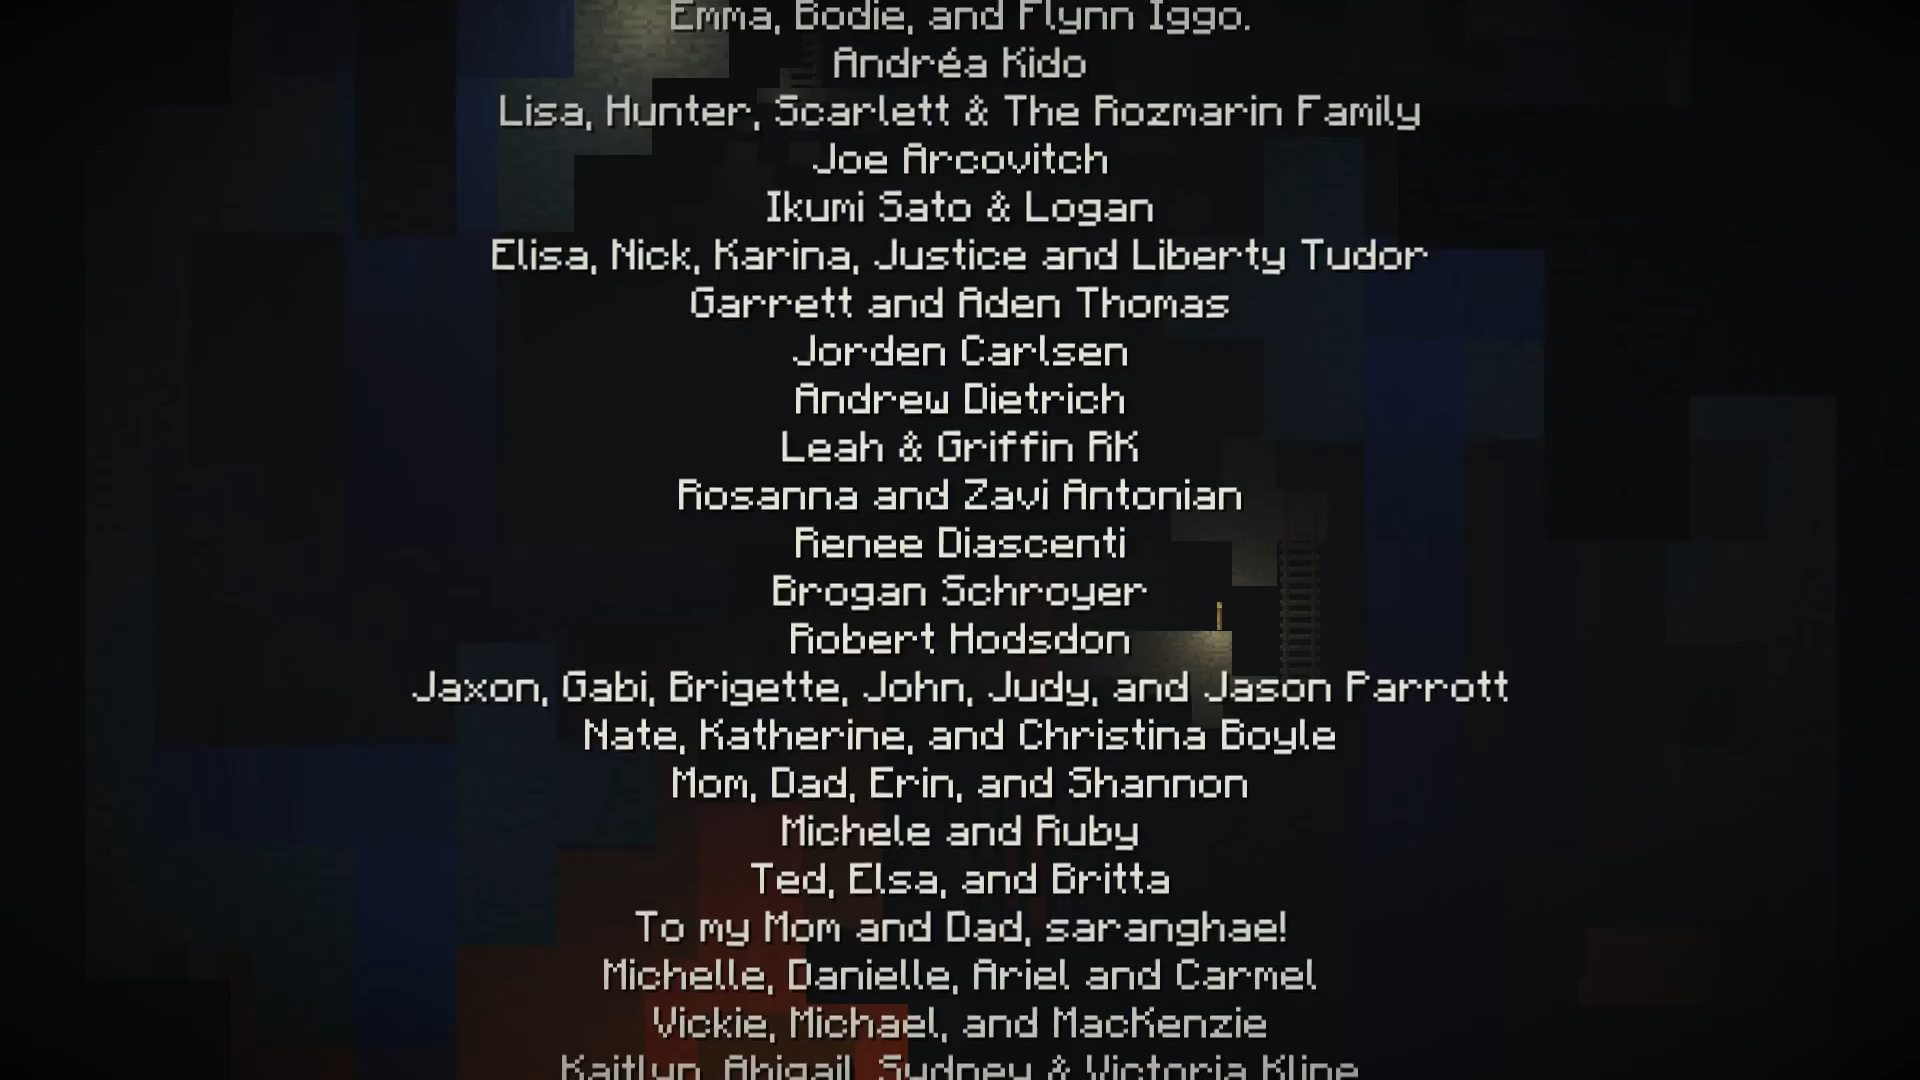 Emma, Bodie, and Flynn Iggo.
Andréa Kido
Lisa, Hunter, Scarlett & The Rozmarin Family
Joe Arcovitch
Ikumi Sato & Logan
Elisa, Nick, Karina, Justice and Liberty Tudor
Garrett and Aden Thomas
Jorden Carlsen
Andrew Dietrich
Leah & Griffin RK
Rosanna and Zavi Antonian
Renee Diascenti
Brogan Schroyer
Robert Hodsdon
Jaxon, Gabi, Brigette, John, Judy, and Jason Parrott
Nate, Katherine, and Christina Boyle
Mom, Dad, Erin, and Shannon
Michele and Ruby
Ted, Elsa, and Britta
To my Mom and Dad, saranghae!
Michelle, Danielle, Ariel and Carmel
Vickie, Michael, and MacKenzie
Kaitlyn, Abigail, Sydney & Victoria Kline